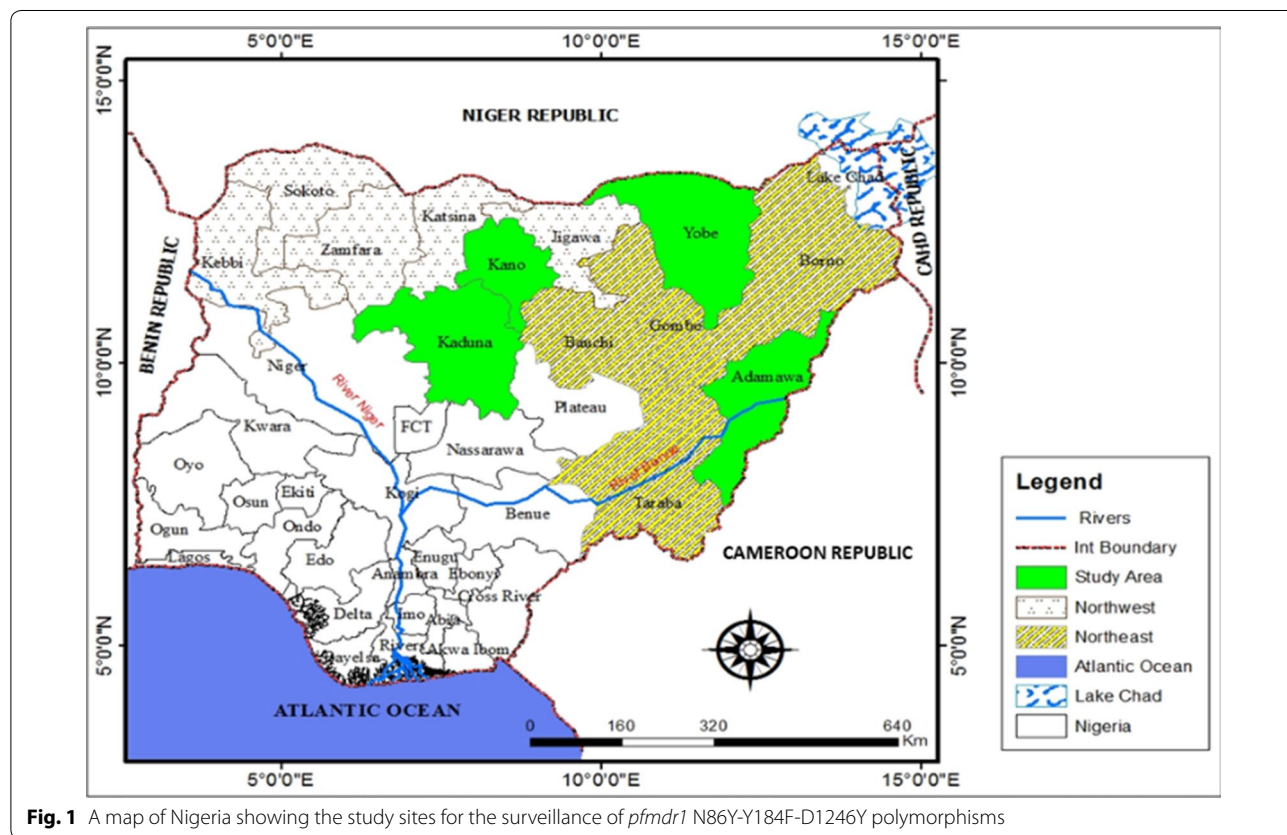 5°0'0"E 10°0'0"E 15°0'0"E
15°0'0"N
15°0'0"N
NIGER REPUBLIC
CAHD REPUBLIC
Lake Chad
Sokoto
Katsina
Jigawa
Yobe
Zamfara
Kano
Borno
Kebbi
BENIN REPUBLIC
Gombe
Kaduna
Bauchi
10°0'0"N
10°0'0"N
Niger
Adamawa
River Niger
Plateau
FCT
Kwara
Nassarawa
Oyo
River Benue
Kogi
Ekiti
Osun
Benue
Taraba
Ogun
Ondo
Lagos
Edo
Enugu
CAMEROON REPUBLIC
Anambra
Ebonyi
Cross River
Delta
Imo
Abia
Rivers
Akwa Ibom
Bayelsa
5°0'0"N
5°0'0"N
ATLANTIC OCEAN
0 160 320 640
Km
5°0'0"E 10°0'0"E 15°0'0"E
Legend
Rivers
Int Boundary
Study Area
Northwest
Northeast
Atlantic Ocean
Lake Chad
Nigeria
Fig. 1 A map of Nigeria showing the study sites for the surveillance of pfmdr1 N86Y-Y184F-D1246Y polymorphisms